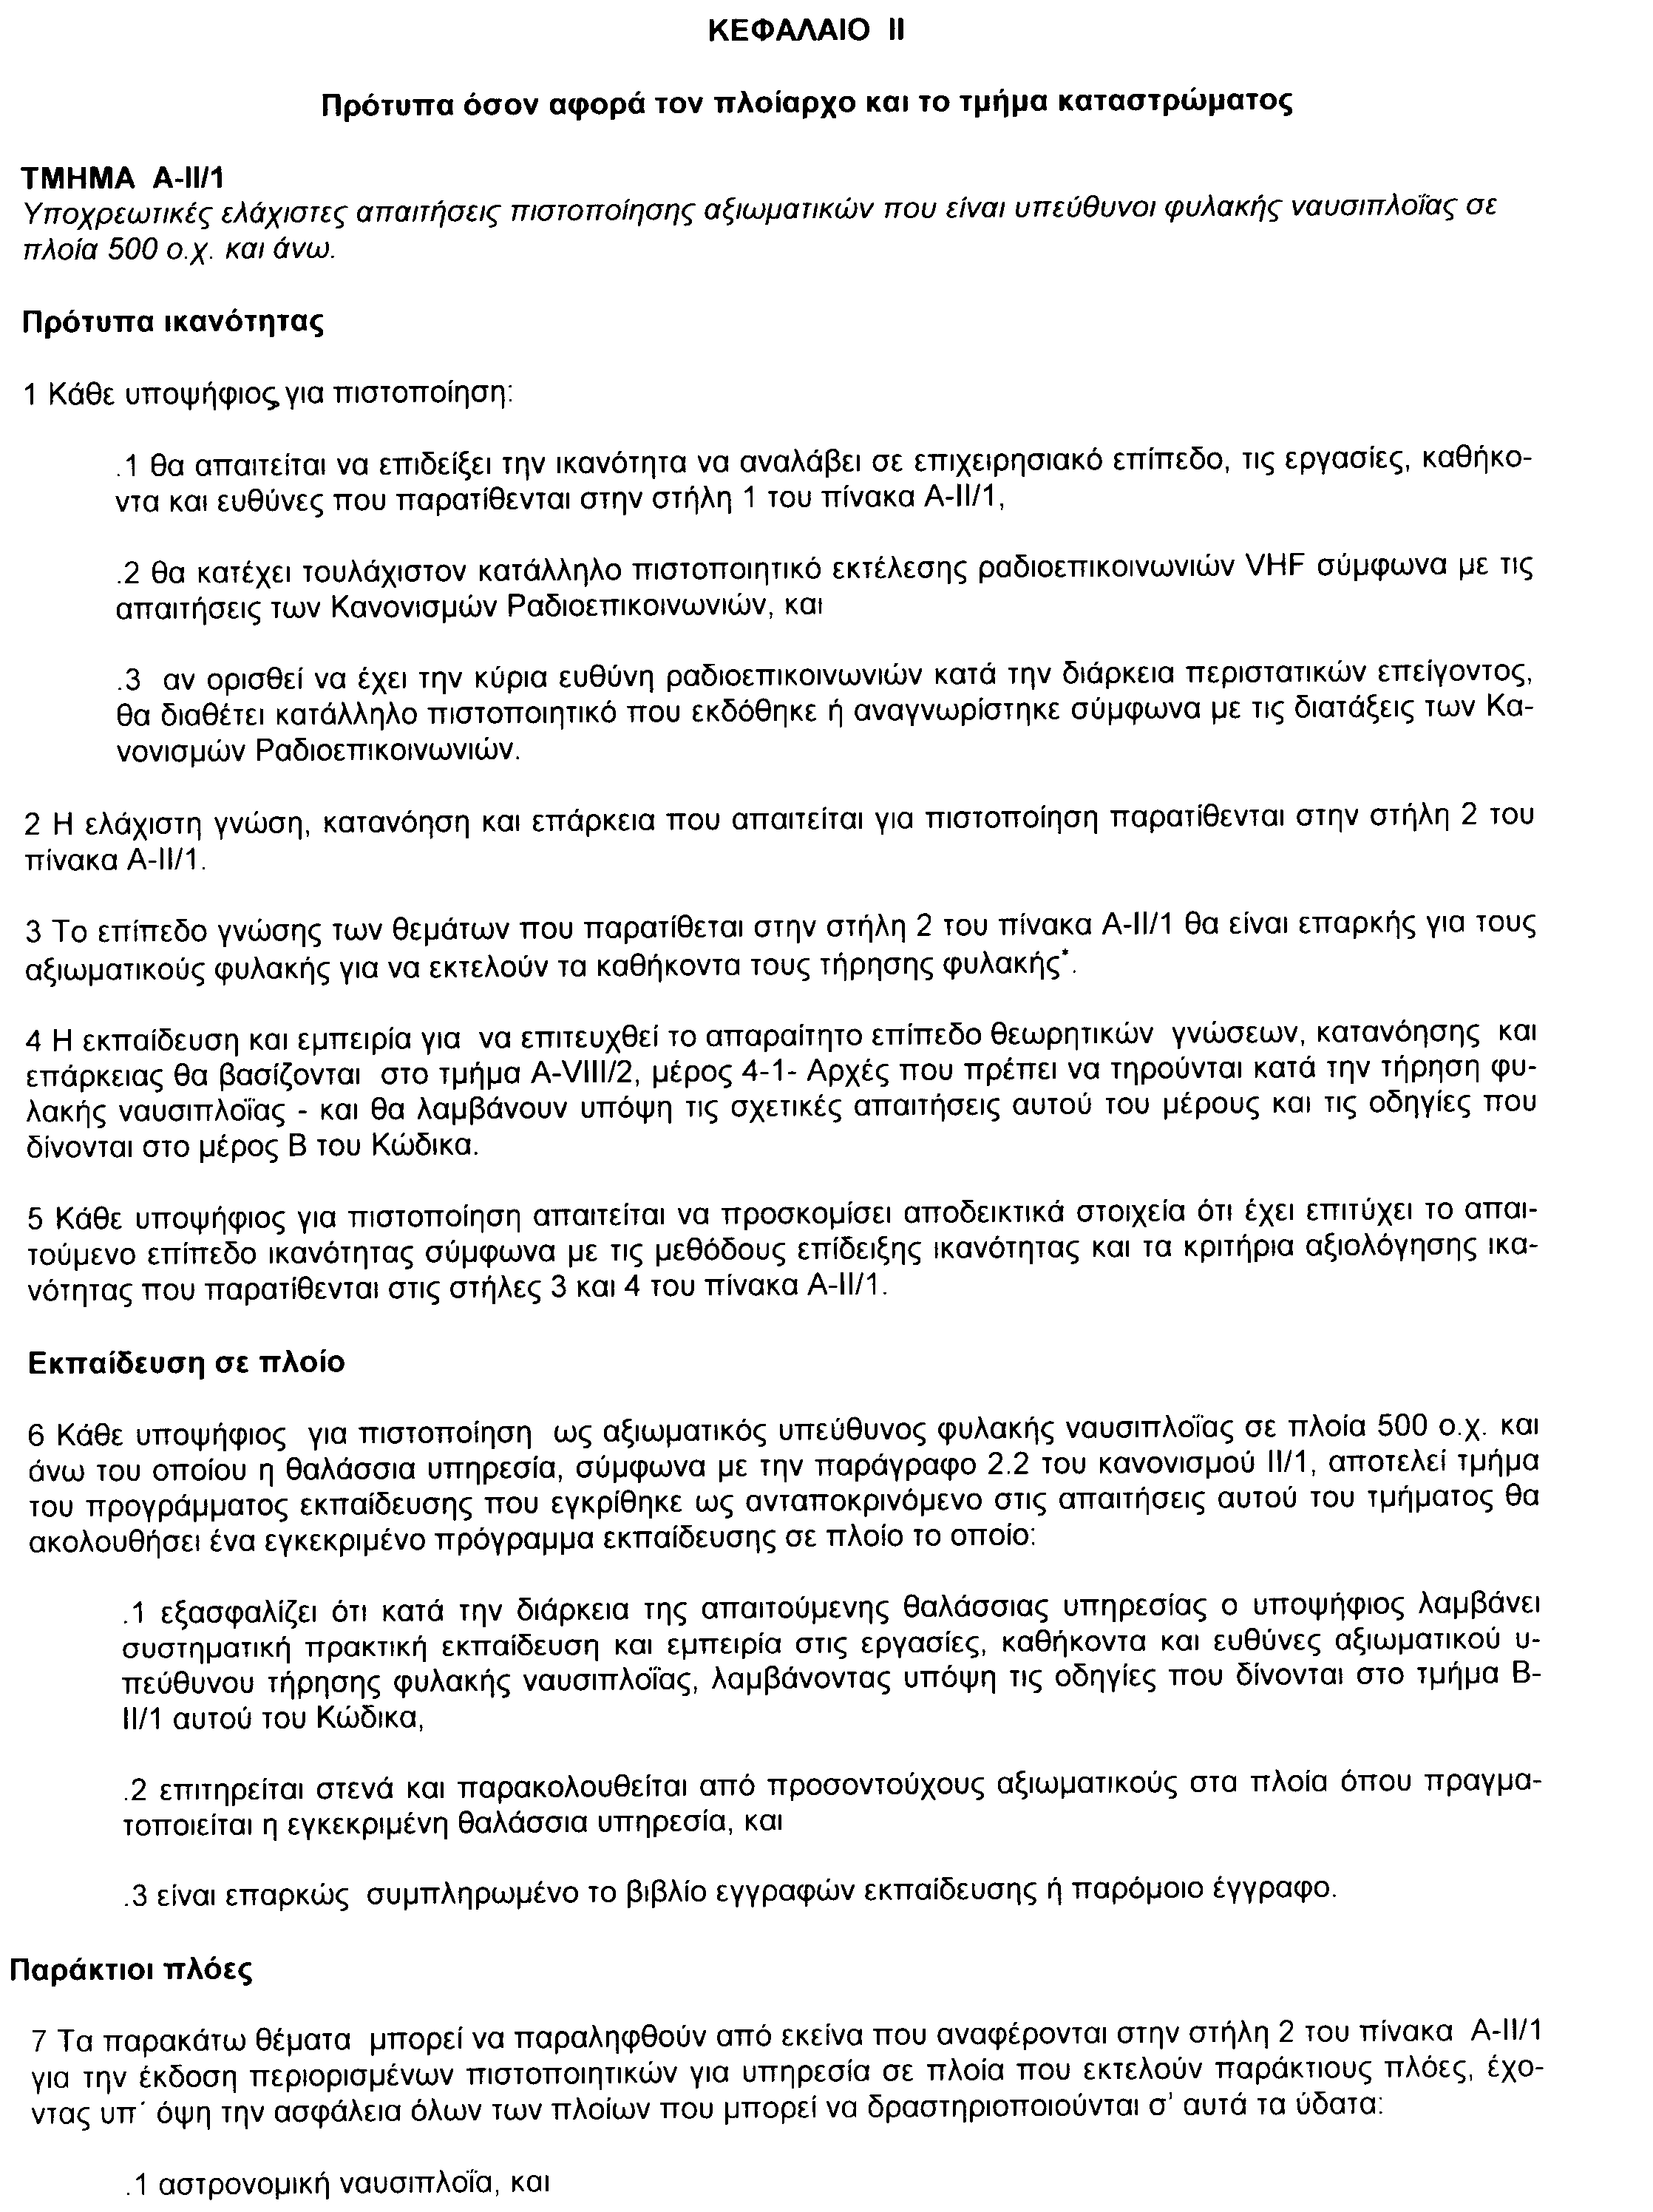 ΚΕΦΑΛΑΙΟ ΙΙ
Πρότυπα όσον αφορά τον πλοίαρχο και το τμήμα καταστρώματος
ΤΜΗΜΑ Α-ΙΙ/1
Υποχρεωτικές ελάχιστες απαιτήσεις πιστοποίησης αξιωματικών που είναι υπεύθυνοι φυλακής ναυσιπλοΐας σε
πλοία 500 ο.χ. και άνω.
Πρότυπα ικανότητας
1 Κάθε υποψήφιος για πιστοποίηση:
.1 θα απαιτείται να επιδείξει την ικανότητα να αναλάβει σε επιχειρησιακό επίπεδο, τις εργασίες, καθήκο-
ντα και ευθύνες που παρατίθενται στην στήλη 1 του πίνακα Α-ΙΙ/1,
.2 θα κατέχει τουλάχιστον κατάλληλο πιστοποιητικό εκτέλεσης ραδιοεπικοινωνιών VHF σύμφωνα με τις
απαιτήσεις των Κανονισμών Ραδιοεπικοινωνιών, και
.3 αν ορισθεί να έχει την κύρια ευθύνη ραδιοεπικοινωνιών κατά την διάρκεια περιστατικών επείγοντος,
θα διαθέτει κατάλληλο πιστοποιητικό που εκδόθηκε ή αναγνωρίστηκε σύμφωνα με τις διατάξεις των Κα-
νονισμών Ραδιοεπικοινωνιών.
2 Η ελάχιστη γνώση, κατανόηση και επάρκεια που απαιτείται για πιστοποίηση παρατίθενται στην στήλη 2 του
πίνακα Α-ΙΙ/1.
3 Το επίπεδο γνώσης των θεμάτων που παρατίθεται στην στήλη 2 του πίνακα Α-ΙΙ/1 θα είναι επαρκής για τους
αξιωματικούς φυλακής για να εκτελούν τα καθήκοντα τους τήρησης φυλακής*.
4 Η εκπαίδευση και εμπειρία για να επιτευχθεί το απαραίτητο επίπεδο θεωρητικών γνώσεων, κατανόησης και
επάρκειας θα βασίζονται στο τμήμα Α-VIII/2, μέρος 4-1- Αρχές που πρέπει να τηρούνται κατά την τήρηση φυ-
λακής ναυσιπλοΐας - και θα λαμβάνουν υπόψη τις σχετικές απαιτήσεις αυτού του μέρους και τις οδηγίες που
δίνονται στο μέρος Β του Κώδικα.
5 Κάθε υποψήφιος για πιστοποίηση απαιτείται να προσκομίσει αποδεικτικά στοιχεία ότι έχει επιτύχει το απαι-
τούμενο επίπεδο ικανότητας σύμφωνα με τις μεθόδους επίδειξης ικανότητας και τα κριτήρια αξιολόγησης ικα-
νότητας που παρατίθενται στις στήλες 3 και 4 του πίνακα Α-ΙΙ/1.
Εκπαίδευση σε πλοίο
6 Κάθε υποψήφιος για πιστοποίηση ως αξιωματικός υπεύθυνος φυλακής ναυσιπλοΐας σε πλοία 500 ο.χ. και
άνω του οποίου η θαλάσσια υπηρεσία, σύμφωνα με την παράγραφο 2.2 του κανονισμού ΙΙ/1, αποτελεί τμήμα
του προγράμματος εκπαίδευσης που εγκρίθηκε ως ανταποκρινόμενο στις απαιτήσεις αυτού του τμήματος θα
ακολουθήσει ένα εγκεκριμένο πρόγραμμα εκπαίδευσης σε πλοίο το οποίο:
.1 εξασφαλίζει ότι κατά την διάρκεια της απαιτούμενης θαλάσσιας υπηρεσίας ο υποψήφιος λαμβάνει
συστηματική πρακτική εκπαίδευση και εμπειρία στις εργασίες, καθήκοντα και ευθύνες αξιωματικού υ-
πεύθυνου τήρησης φυλακής ναυσιπλοΐας, λαμβάνοντας υπόψη τις οδηγίες που δίνονται στο τμήμα Β-
ΙΙ/1 αυτού του Κώδικα,
.2 επιτηρείται στενά και παρακολουθείται από προσοντούχους αξιωματικούς στα πλοία όπου πραγμα-
τοποιείται η εγκεκριμένη θαλάσσια υπηρεσία, και
.3 είναι επαρκώς συμπληρωμένο το βιβλίο εγγραφών εκπαίδευσης ή παρόμοιο έγγραφο.
Παράκτιοι πλόες
7 Τα παρακάτω θέματα μπορεί να παραληφθούν από εκείνα που αναφέρονται στην στήλη 2 του πίνακα Α-ΙΙ/1
για την έκδοση περιορισμένων πιστοποιητικών για υπηρεσία σε πλοία που εκτελούν παράκτιους πλόες, έχο-
ντας υπ΄ όψη την ασφάλεια όλων των πλοίων που μπορεί να δραστηριοποιούνται σ' αυτά τα ύδατα:
.1 αστρονομική ναυσιπλοΐα, και